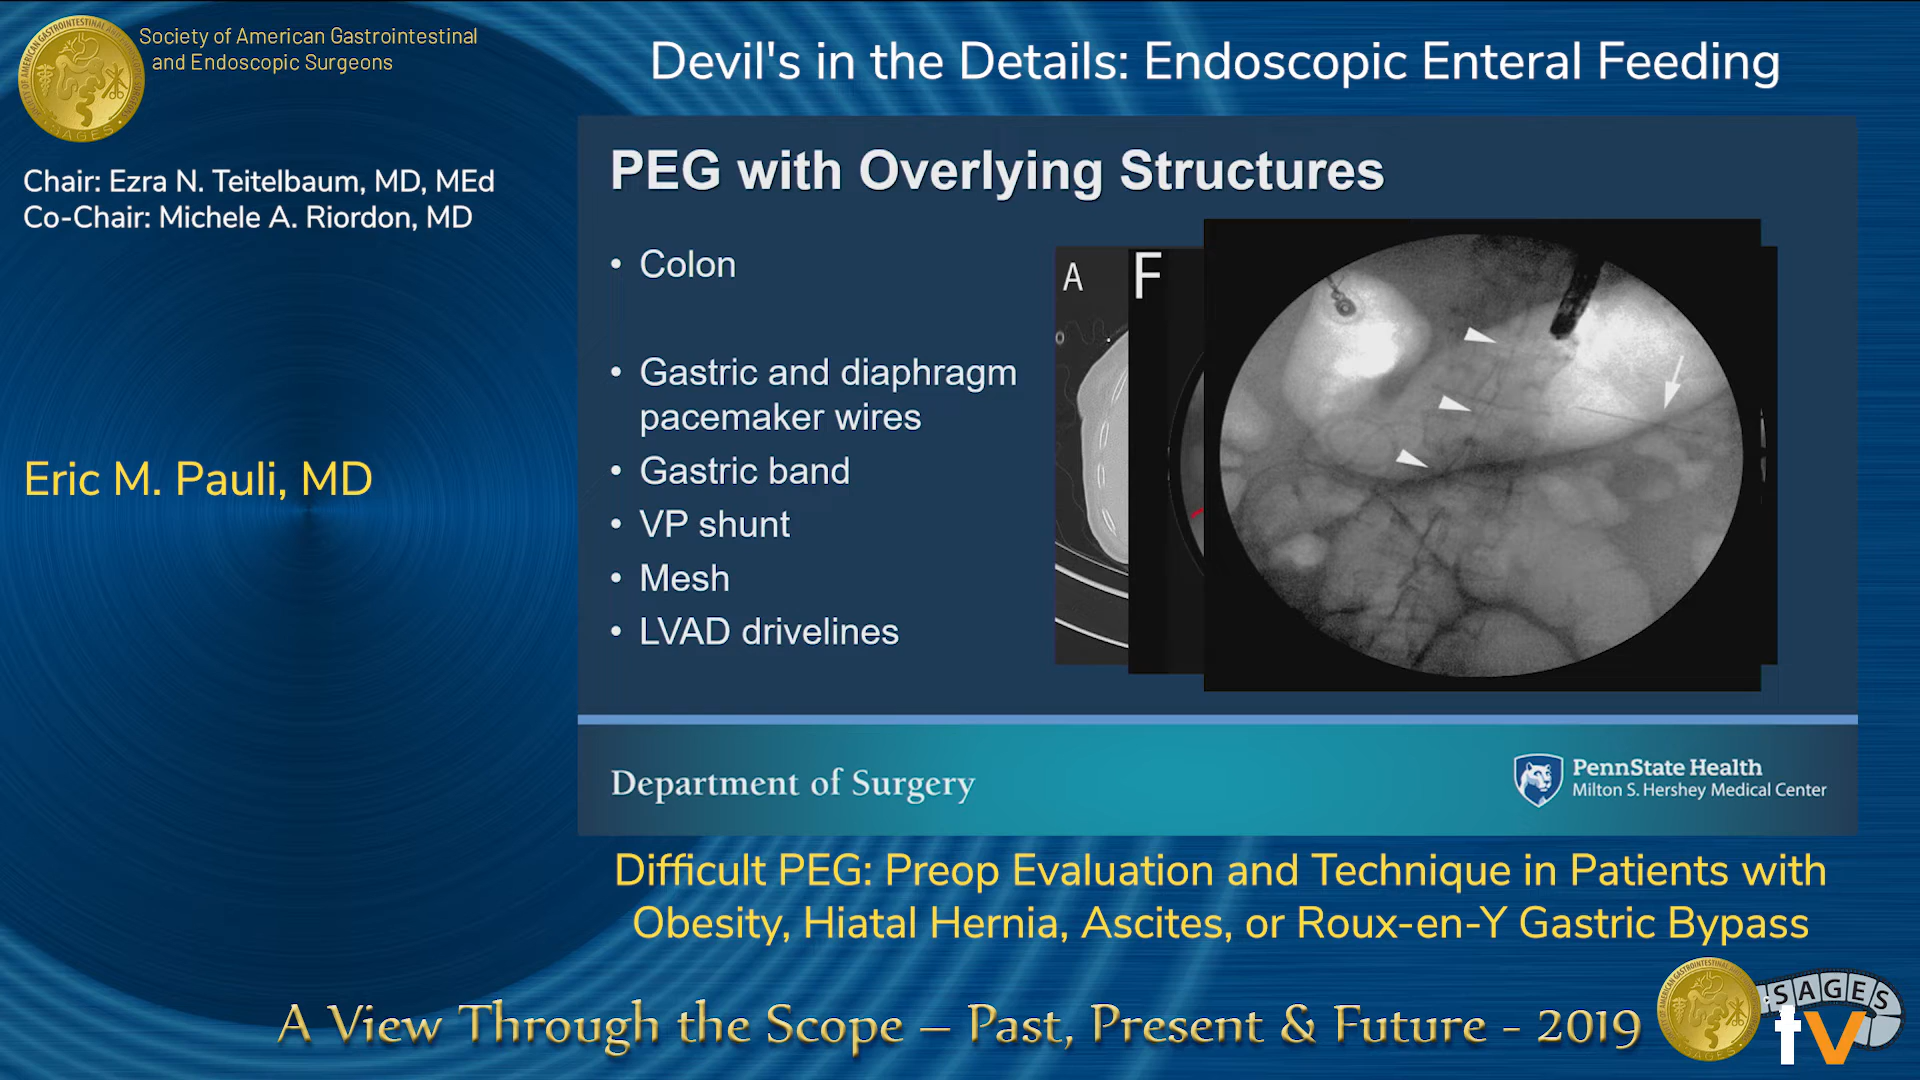 Society of American Gastrointestinal
and Endoscopic Surgeons
Devil's in the Details: Endoscopic Enteral Feeding
Chair: Ezra N. Teitelbaum, MD, MEd
Co-Chair: Michele A. Riordon, MD
Eric M. Pauli, MD
PEG with Overlying Structures
• Colon
• Gastric and diaphragm
pacemaker wires
• Gastric band
• VP shunt
• Mesh
• LVAD drivelines
A
F
Department of Surgery
PennState Health
Milton S. Hershey Medical Center
Difficult PEG: Preop Evaluation and Technique in Patients with
Obesity, Hiatal Hernia, Ascites, or Roux-en-Y Gastric Bypass
A View Through the Scope – Past, Present & Future - 2019
SAGES
tv